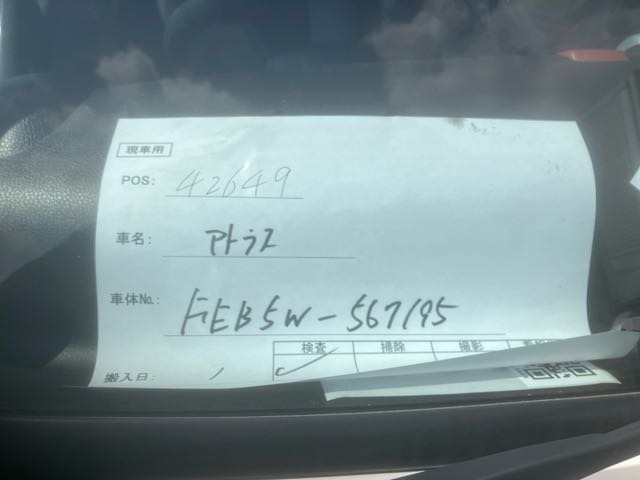 現車用
POS: 42649
車名: アトラス
車体No.: FEB5W-567195
検査 掃除 撮影
搬入日: /